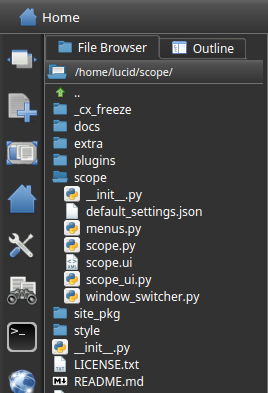 Home
File Browser
Outline
/home/lucid/scope/
..
_cx_freeze
docs
extra
plugins
scope
__init__.py
default_settings.json
menus.py
scope.py
scope.ui
scope_ui.py
window_switcher.py
site_pkg
style
__init__.py
LICENSE.txt
README.md